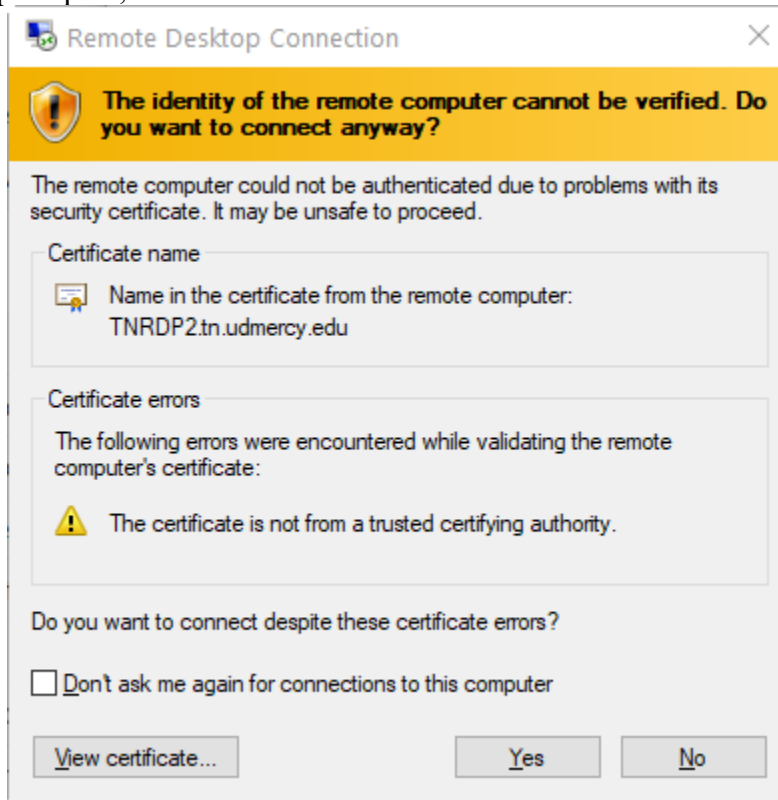 Remote Desktop Connection
The identity of the remote computer cannot be verified. Do
you want to connect anyway?
The remote computer could not be authenticated due to problems with its
security certificate. It may be unsafe to proceed.
Certificate name
Name in the certificate from the remote computer:
TNRDP2.tn.udmercy.edu
Certificate errors
The following errors were encountered while validating the remote
computer's certificate:
The certificate is not from a trusted certifying authority.
Do you want to connect despite these certificate errors?
Don't ask me again for connections to this computer
View certificate... Yes No